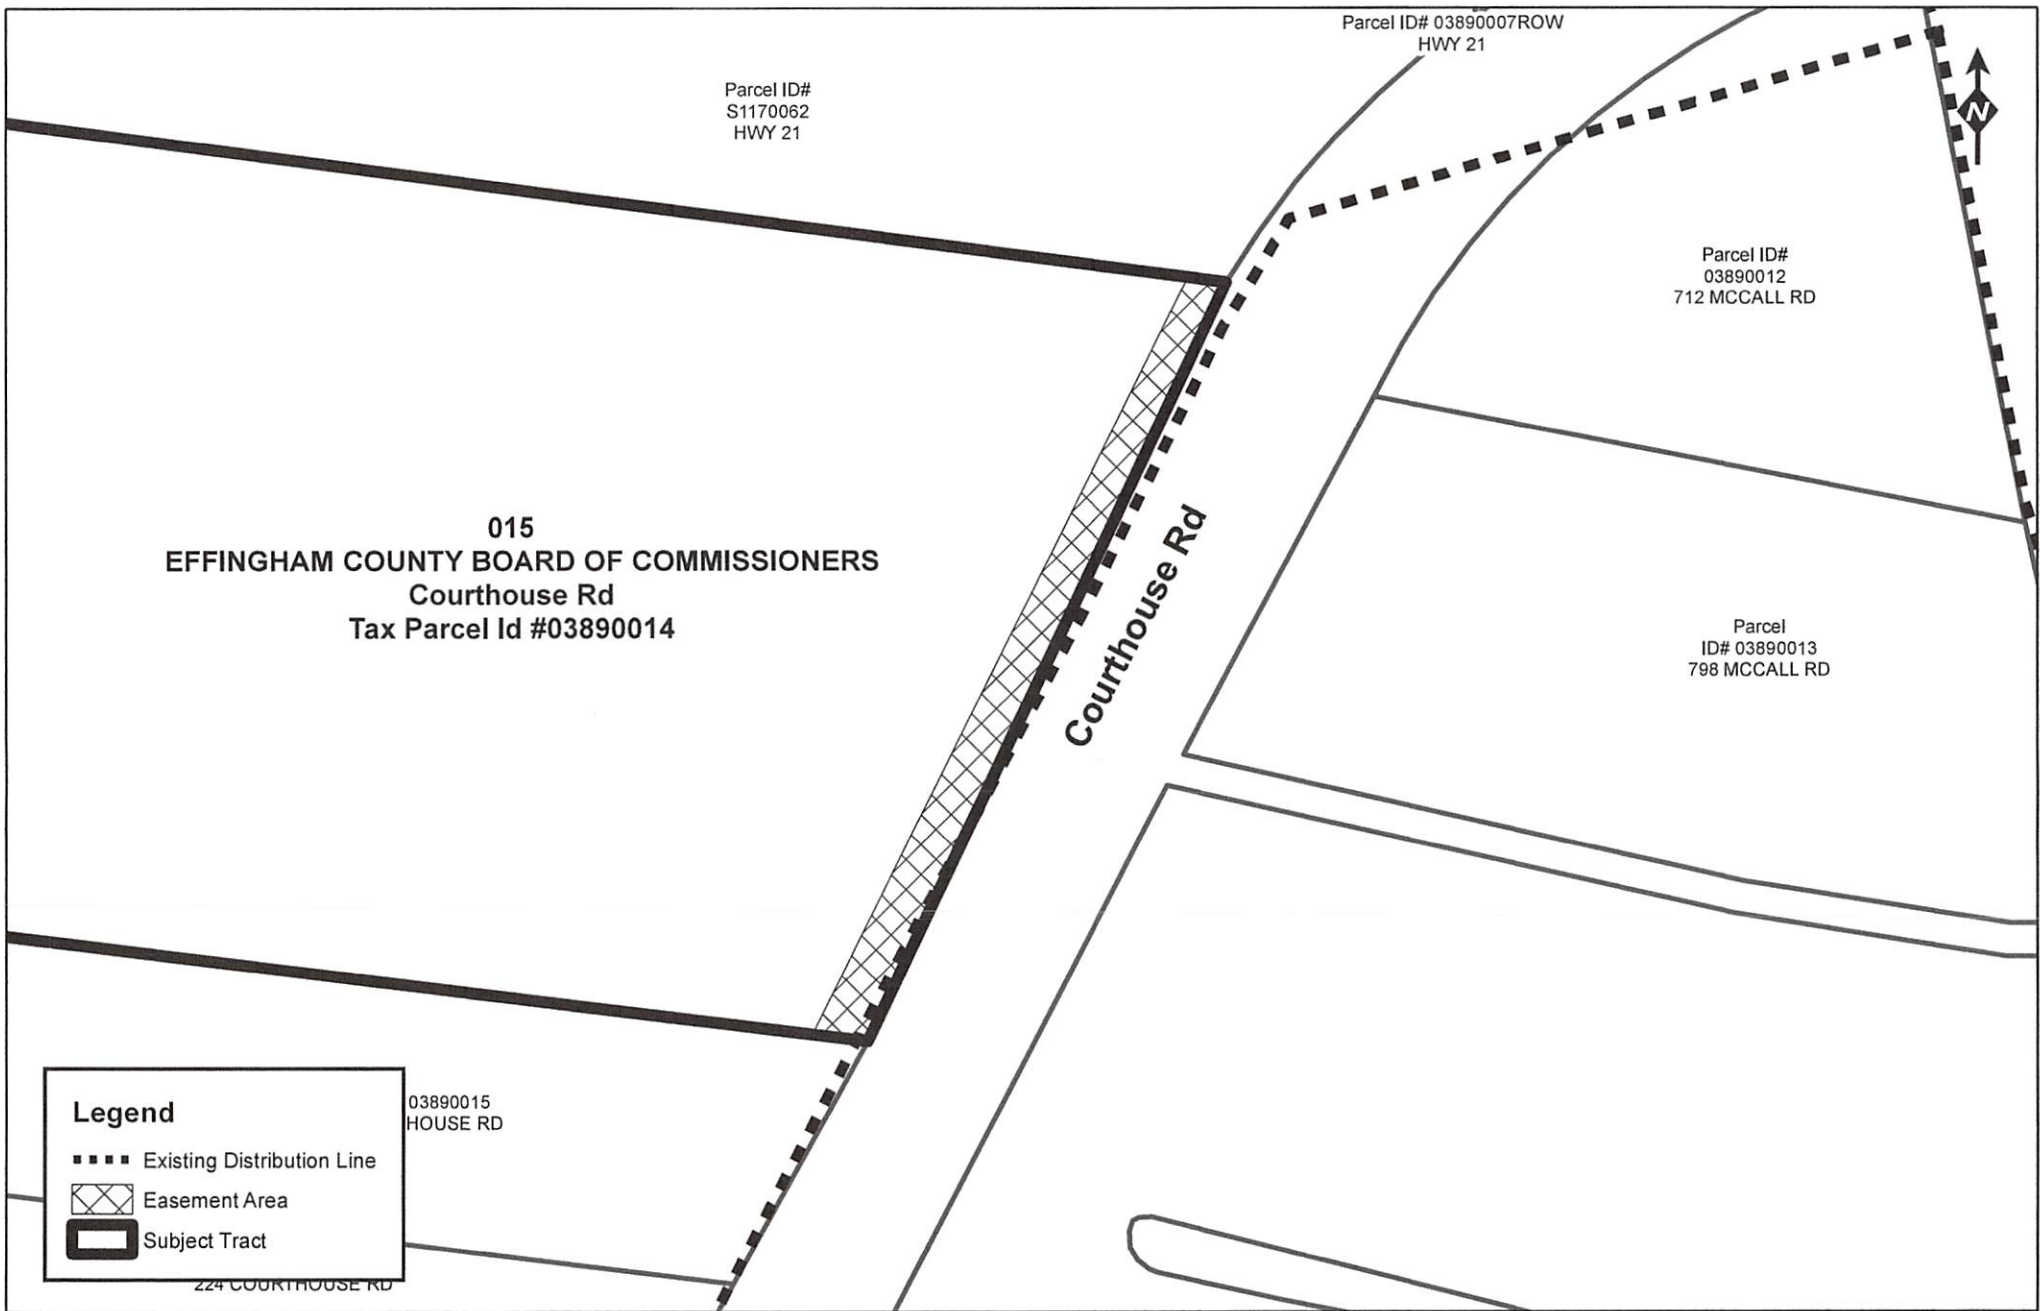 Parcel ID# 03890007ROW
HWY 21
Parcel ID#
S1170062
HWY 21
N
Parcel ID#
03890012
712 MCCALL RD
015
EFFINGHAM COUNTY BOARD OF COMMISSIONERS
Courthouse Rd
Tax Parcel Id #03890014
Courthouse Rd
Parcel
ID# 03890013
798 MCCALL RD
03890015
HOUSE RD
Legend
Existing Distribution Line
Easement Area
Subject Tract
224 COURTHOUSE RD